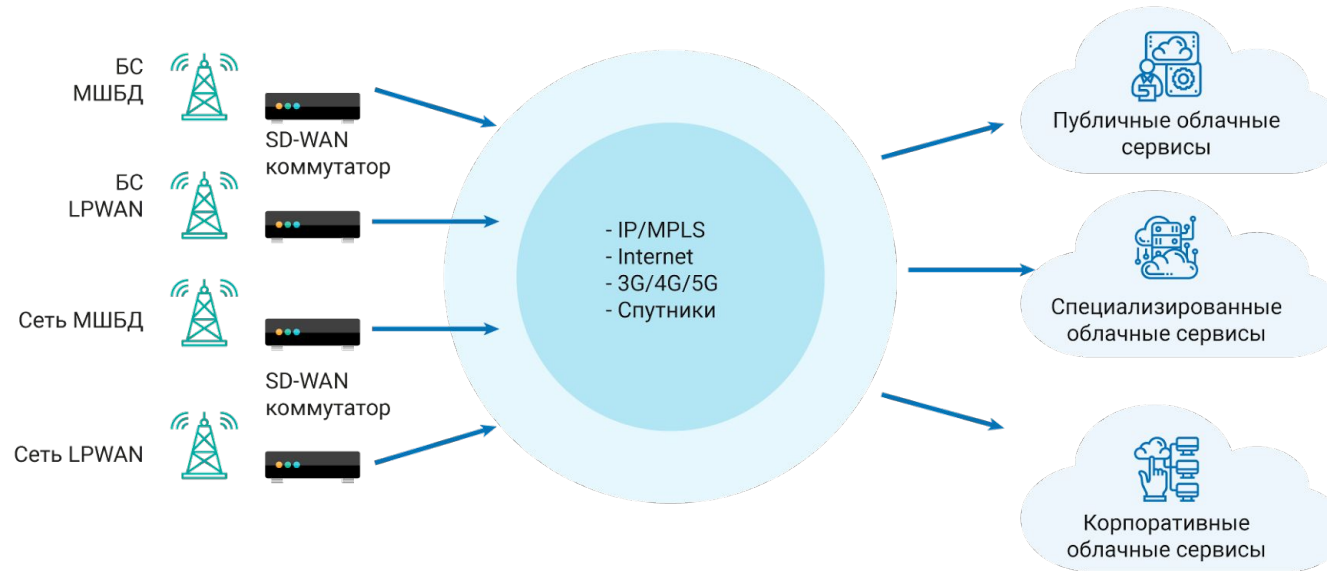 БС
МШБД
SD-WAN
коммутатор
БС
LPWAN
Сеть МШБД
SD-WAN
коммутатор
Сеть LPWAN
- IP/MPLS
- Internet
- 3G/4G/5G
- Спутники
Публичные облачные
сервисы
Специализированные
облачные сервисы
Корпоративные
облачные сервисы